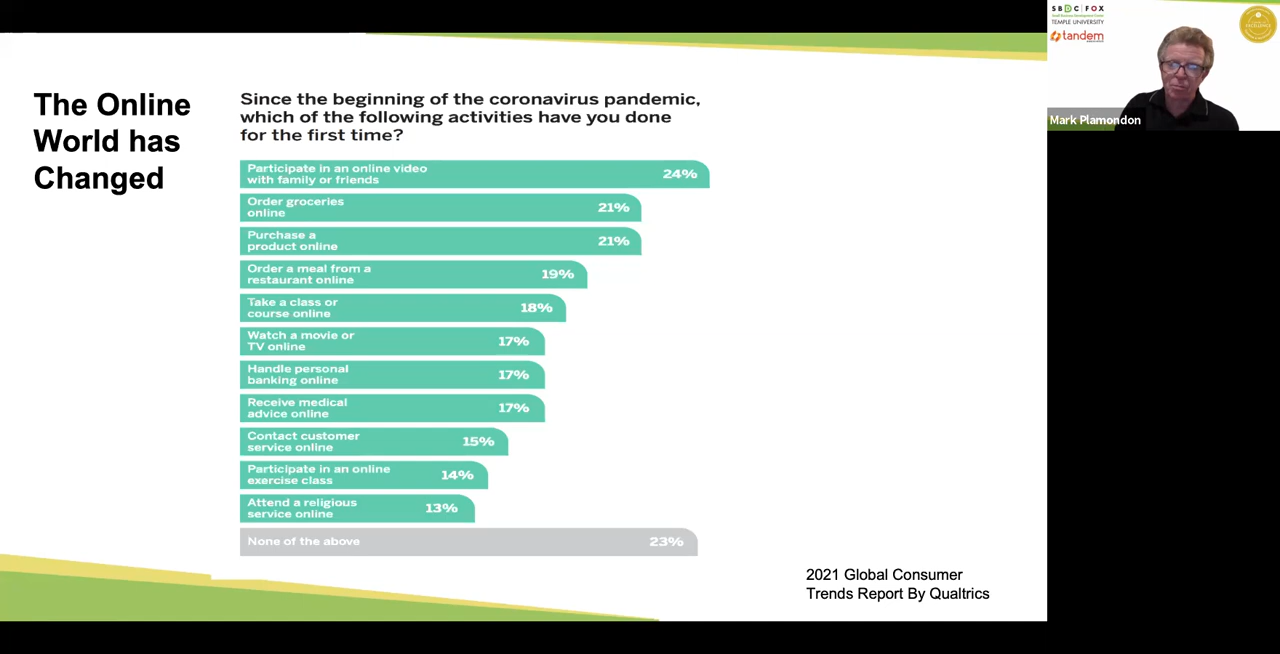 The Online
World has
Changed
Since the beginning of the coronavirus pandemic,
which of the following activities have you done
for the first time?
Participate in an online video
with family or friends
24%
Order groceries
online
21%
Purchase a
product online
21%
Order a meal from a
restaurant online
19%
Take a class or
course online
18%
Watch a movie or
TV online
17%
Handle personal
banking online
17%
Receive medical
advice online
17%
Contact customer
service online
15%
Participate in an online
exercise class
14%
Attend a religious
service online
13%
None of the above
23%
2021 Global Consumer
Trends Report By Qualtrics
SBDC FOX
Small Business Development Center
TEMPLE UNIVERSITY
tandem
EXCELLENCE
Mark Plamondon